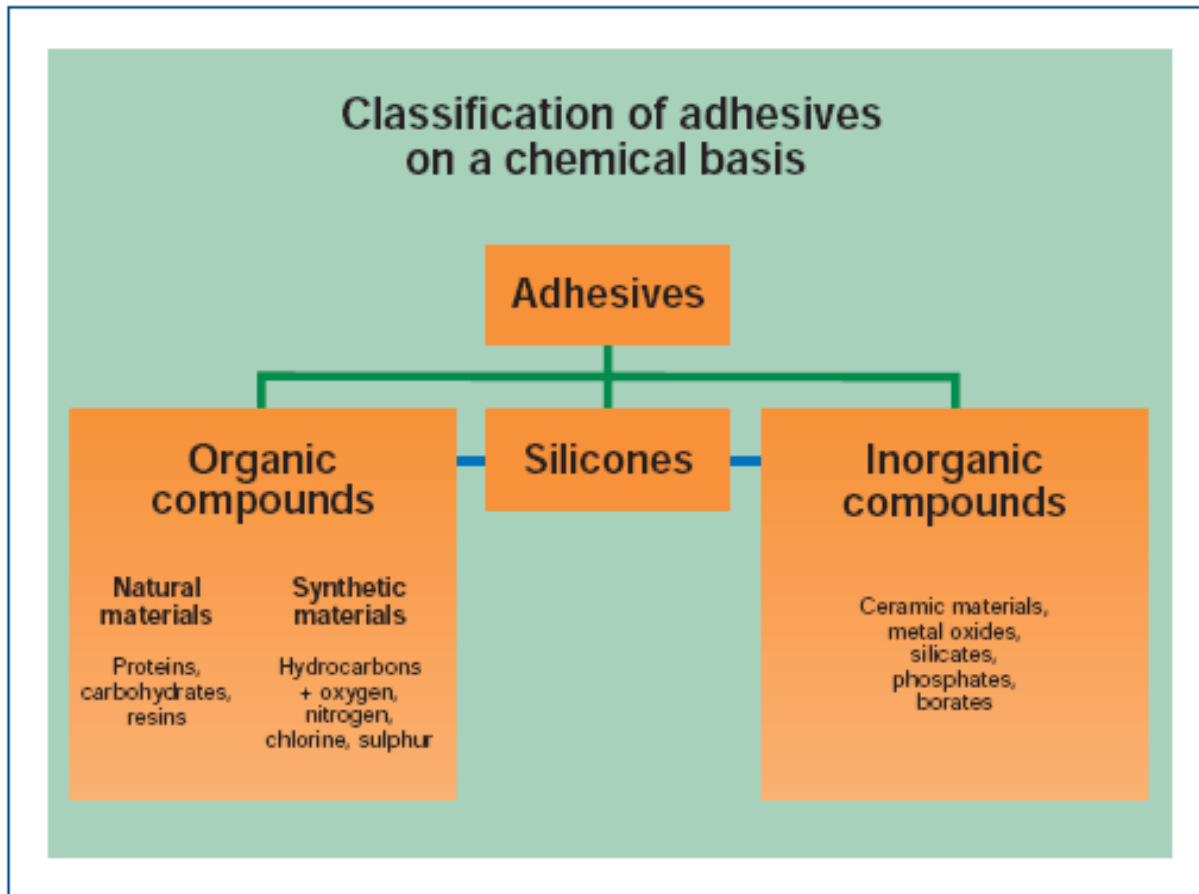 Classification of adhesives
on a chemical basis
Adhesives
Organic
compounds
Natural
materials
Proteins,
carbohydrates,
resins
Synthetic
materials
Hydrocarbons
+ oxygen,
nitrogen,
chlorine, sulphur
Silicones
Inorganic
compounds
Ceramic materials,
metal oxides,
silicates,
phosphates,
borates